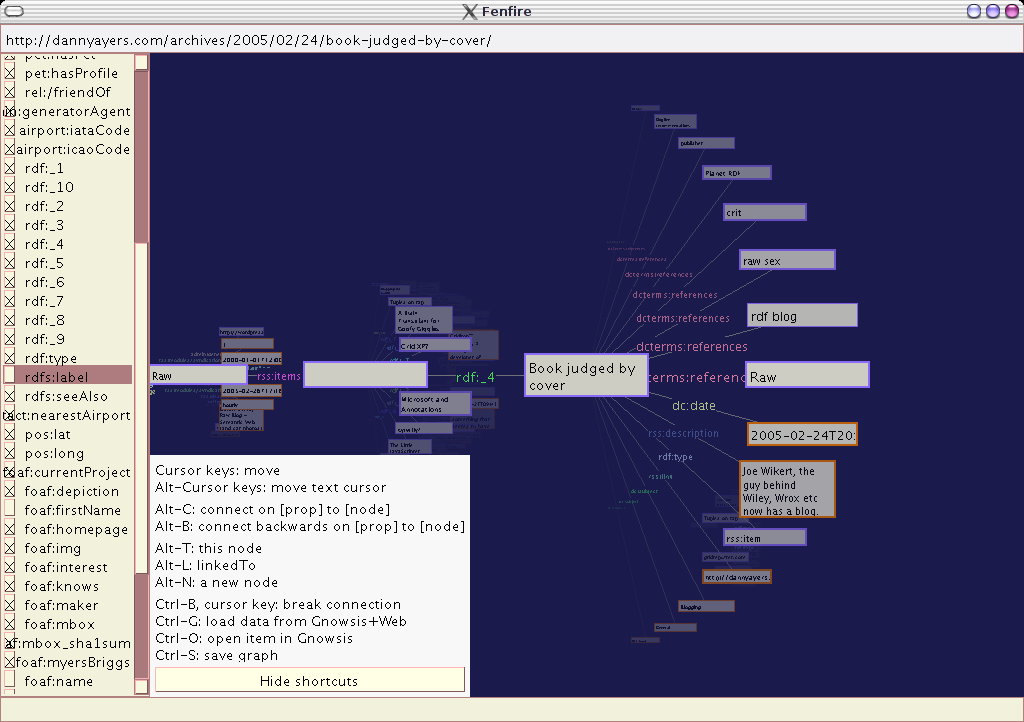 Fenfire
http://dannyayers.com/archives/2005/02/24/book-judged-by-cover/
pet:hasProfile
rel:/friendOf
:generatorAgent
airport:iataCode
airport:icaoCode
rdf:_1
rdf:_10
rdf:_2
rdf:_3
rdf:_4
rdf:_5
rdf:_6
rdf:_7
rdf:_8
rdf:_9
rdf:type
rdfs:label
rdfs:seeAlso
:nearestAirport
pos:lat
pos:long
foaf:currentProject
foaf:depiction
foaf:firstName
foaf:homepage
foaf:img
foaf:interest
foaf:knows
foaf:maker
foaf:mbox
af:mbox_sha1sum
foaf:myersBriggs
foaf:name
publisher
Planet RDF
crit
raw sex
rdf blog
Raw
dcterms:references
dcterms:references
dcterms:references
dcterms:references
dcterms:references
terms:referenc
dc:date
2005-02-24T20:
rss:description
rdf:type
Joe Wikert, the
guy behind
Wiley, Wrox etc
now has a blog.
rss:item
http://dannyayers.
Blogging
Book judged by
cover
rdf:_4
rss:items
Raw
Microsoft and
Annotations
hourly
Cursor keys: move
Alt-Cursor keys: move text cursor
Alt-C: connect on [prop] to [node]
Alt-B: connect backwards on [prop] to [node]
Alt-T: this node
Alt-L: linkedTo
Alt-N: a new node
Ctrl-B, cursor key: break connection
Ctrl-G: load data from Gnowsis+Web
Ctrl-O: open item in Gnowsis
Ctrl-S: save graph
Hide shortcuts